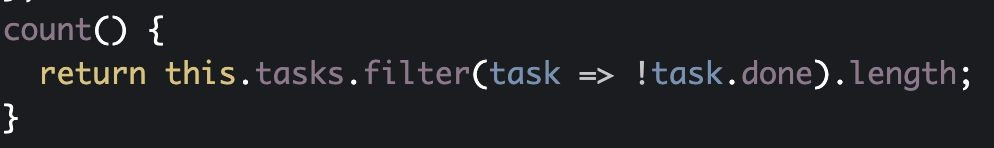 count() {
  return this.tasks.filter(task => !task.done).length;
}